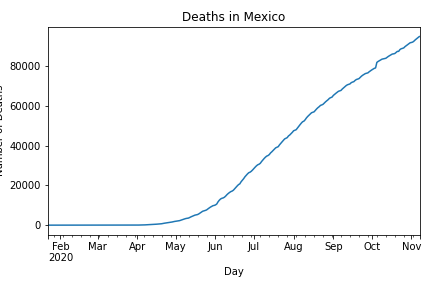 Deaths in Mexico
Number of Deaths
80000
60000
40000
20000
0
Feb Mar Apr May Jun Jul Aug Sep Oct Nov
2020
Day